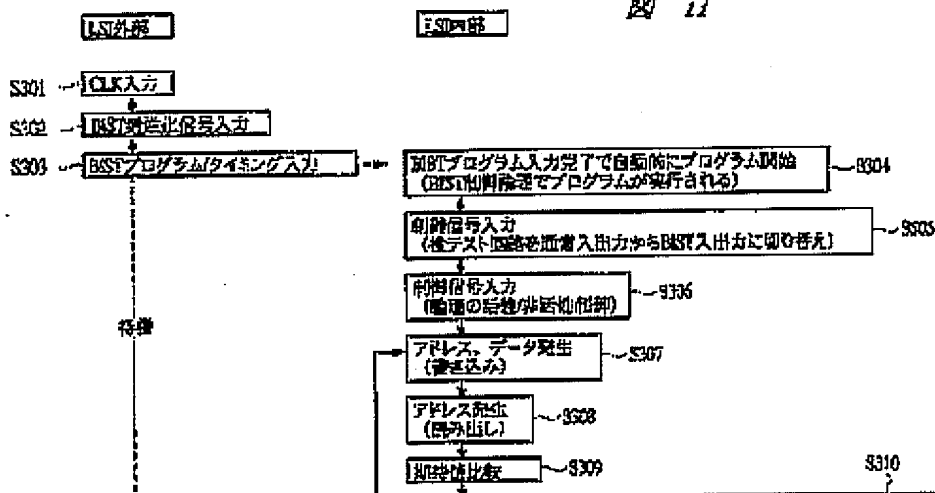 図 11
LSI外部
LSI内部
S301
CLK入力
S302
BIST活性化信号入力
S303
BISTプログラム/タイミング入力
BISTプログラム入力完了で自動的にプログラム開始
(BIST制御論理でプログラムが実行される)
S304
制御信号入力
(被テスト回路を通常入出力からBIST入出力に切り替え)
S305
制御信号入力
(論理の活性/非活性制御)
S306
待機
アドレス、データ発生
(書き込み)
S307
アドレス発生
(読み出し)
S308
期待値比較
S309
S310